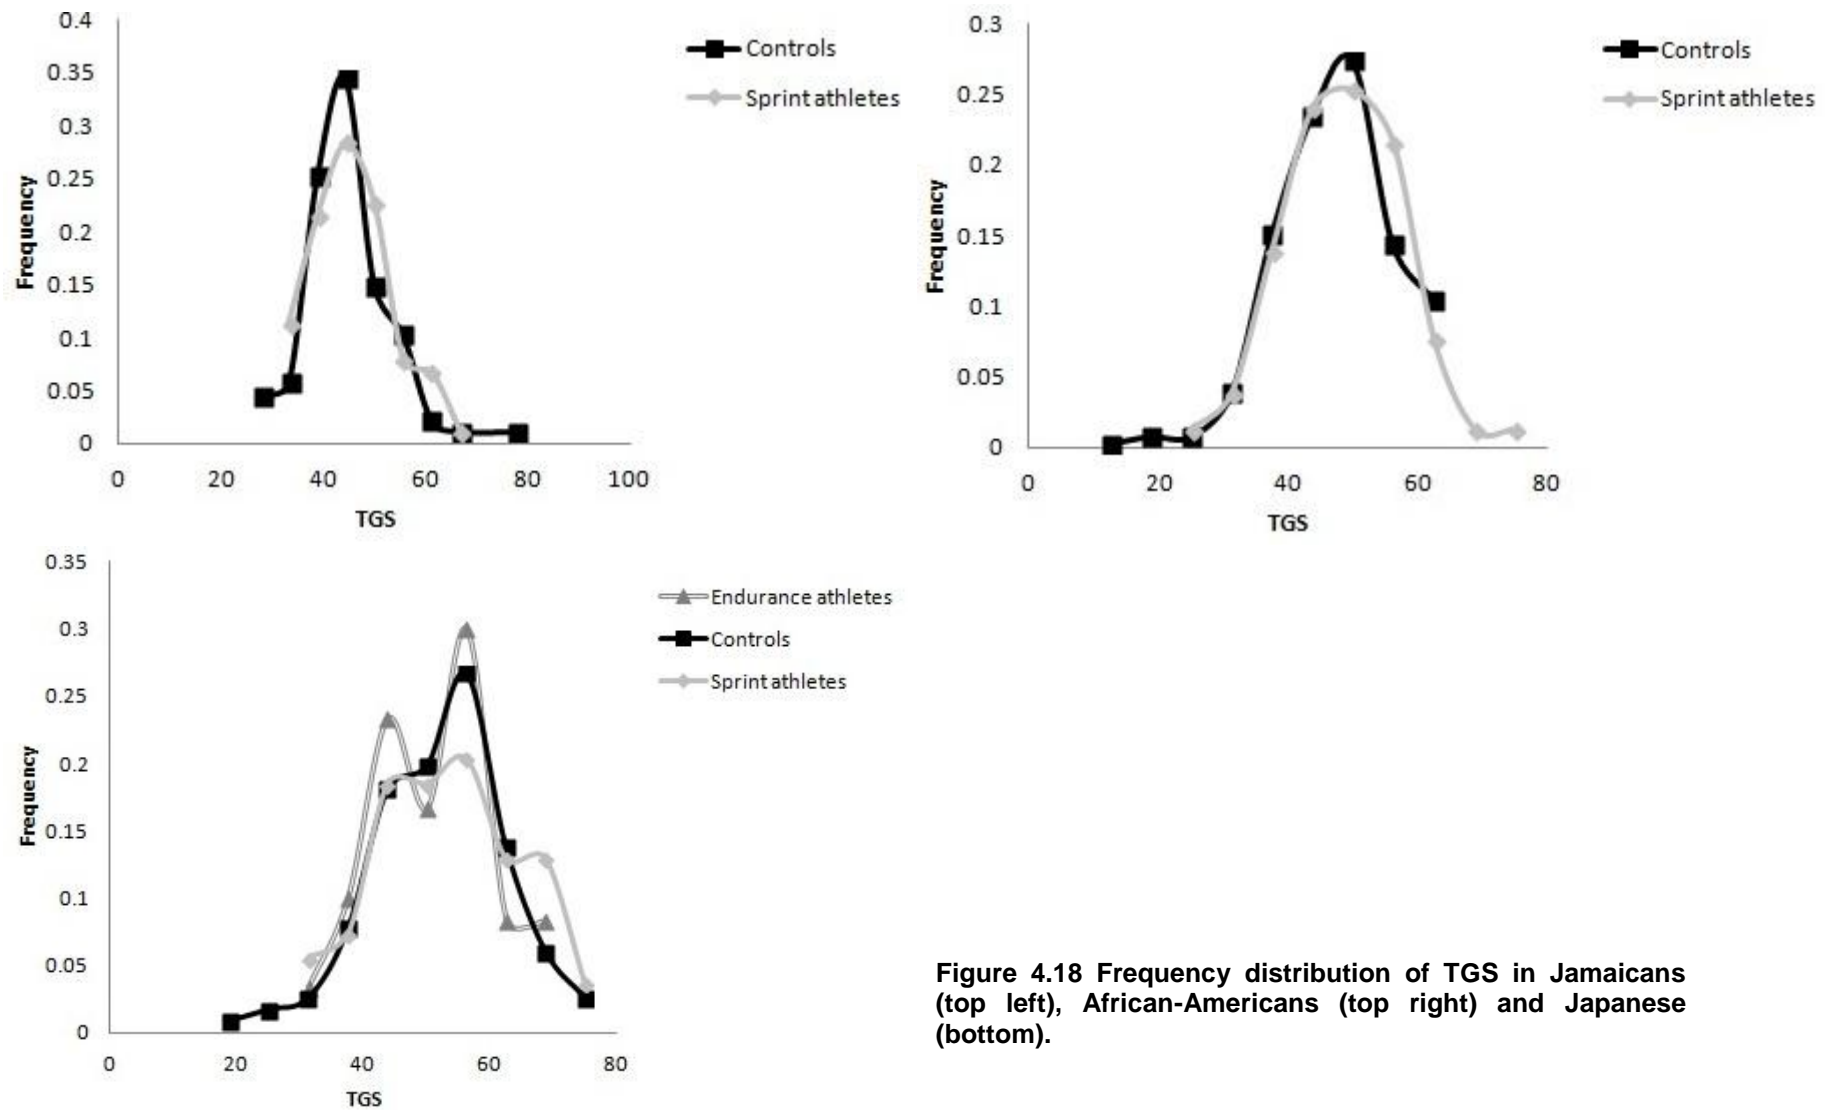 0.4
0.35
0.3
0.25
0.2
0.15
0.1
0.05
0
Frequency
0 20 40 60 80 100
TGS
Controls
Sprint athletes
0.3
0.25
0.2
0.15
0.1
0.05
0
Frequency
0 20 40 60 80
TGS
Controls
Sprint athletes
0.35
0.3
0.25
0.2
0.15
0.1
0.05
0
Frequency
0 20 40 60 80
TGS
Endurance athletes
Controls
Sprint athletes
Figure 4.18 Frequency distribution of TGS in Jamaicans
(top left), African-Americans (top right) and Japanese
(bottom).